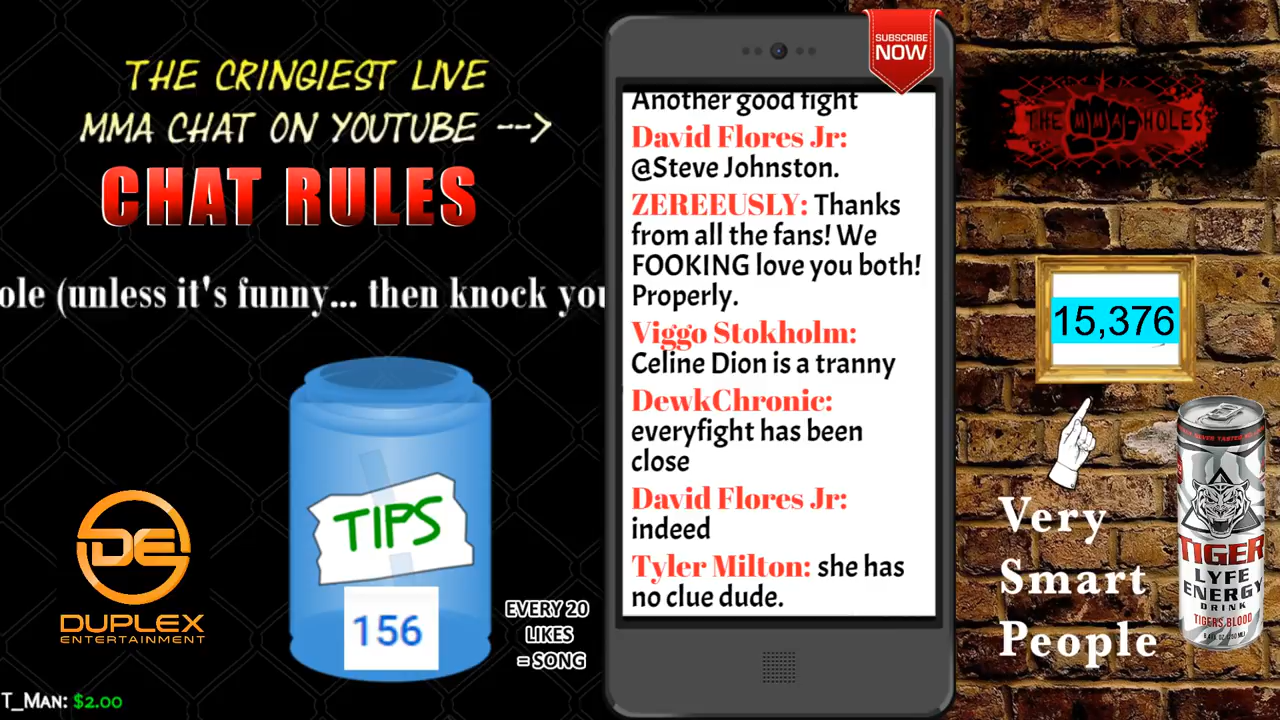 THE CRINGIEST LIVE
MMA CHAT ON YOUTUBE -->
CHAT RULES
ole (unless it's funny... then knock you
TIPS
156
EVERY 20
LIKES
= SONG
DE
DUPLEX
ENTERTAINMENT
T_MAN: $2.00
SUBSCRIBE
NOW
Another good fight
David Flores Jr:
@Steve Johnston.
ZEREEUSLY: Thanks
from all the fans! We
FOOKING love you both!
Properly.
Viggo Stokholm:
Celine Dion is a tranny
DewkChronic:
everyfight has been
close
David Flores Jr:
indeed
Tyler Milton: she has
no clue dude.
THE MMA-HOLES
15,376
Very
Smart
People
TIGER
LYFE
ENERGY
DRINK
TIGERS BLOOD